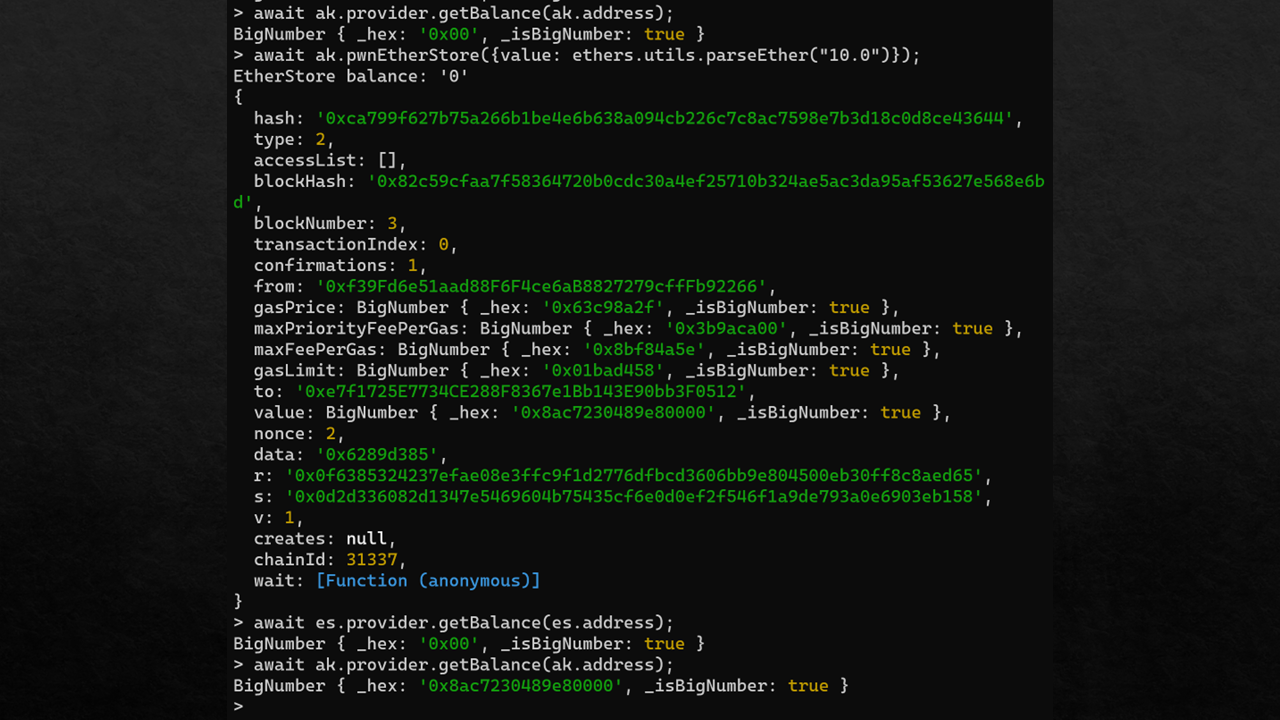 > await ak.provider.getBalance(ak.address);
BigNumber { _hex: '0x00', _isBigNumber: true }
> await ak.pwnEtherStore({value: ethers.utils.parseEther("10.0")});
EtherStore balance: '0'
{
  hash: '0xca799f627b75a266b1be4e6b638a094cb226c7c8ac7598e7b3d18c0d8ce43644',
  type: 2,
  accessList: [],
  blockHash: '0x82c59cfaa7f58364720b0cdc30a4ef25710b324ae5ac3da95af53627e568e6b
d',
  blockNumber: 3,
  transactionIndex: 0,
  confirmations: 1,
  from: '0xf39Fd6e51aad88F6F4ce6aB8827279cffFb92266',
  gasPrice: BigNumber { _hex: '0x63c98a2f', _isBigNumber: true },
  maxPriorityFeePerGas: BigNumber { _hex: '0x3b9aca00', _isBigNumber: true },
  maxFeePerGas: BigNumber { _hex: '0x8bf84a5e', _isBigNumber: true },
  gasLimit: BigNumber { _hex: '0x01bad458', _isBigNumber: true },
  to: '0xe7f1725E7734CE288F8367e1Bb143E90bb3F0512',
  value: BigNumber { _hex: '0x8ac7230489e80000', _isBigNumber: true },
  nonce: 2,
  data: '0x6289d385',
  r: '0x0f6385324237efae08e3ffc9f1d2776dfbcd3606bb9e804500eb30ff8c8aed65',
  s: '0x0d2d336082d1347e5469604b75435cf6e0d0ef2f546f1a9de793a0e6903eb158',
  v: 1,
  creates: null,
  chainId: 31337,
  wait: [Function (anonymous)]
}
> await es.provider.getBalance(es.address);
BigNumber { _hex: '0x00', _isBigNumber: true }
> await ak.provider.getBalance(ak.address);
BigNumber { _hex: '0x8ac7230489e80000', _isBigNumber: true }
>